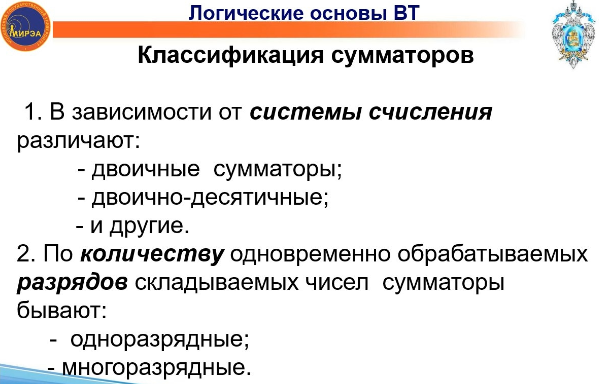 Логические основы ВТ
МИРЭА
Классификация сумматоров
1. В зависимости от системы счисления
различают:
- двоичные сумматоры;
- двоично-десятичные;
- и другие.
2. По количеству одновременно обрабатываемых
разрядов складываемых чисел сумматоры
бывают:
- одноразрядные;
- многоразрядные.